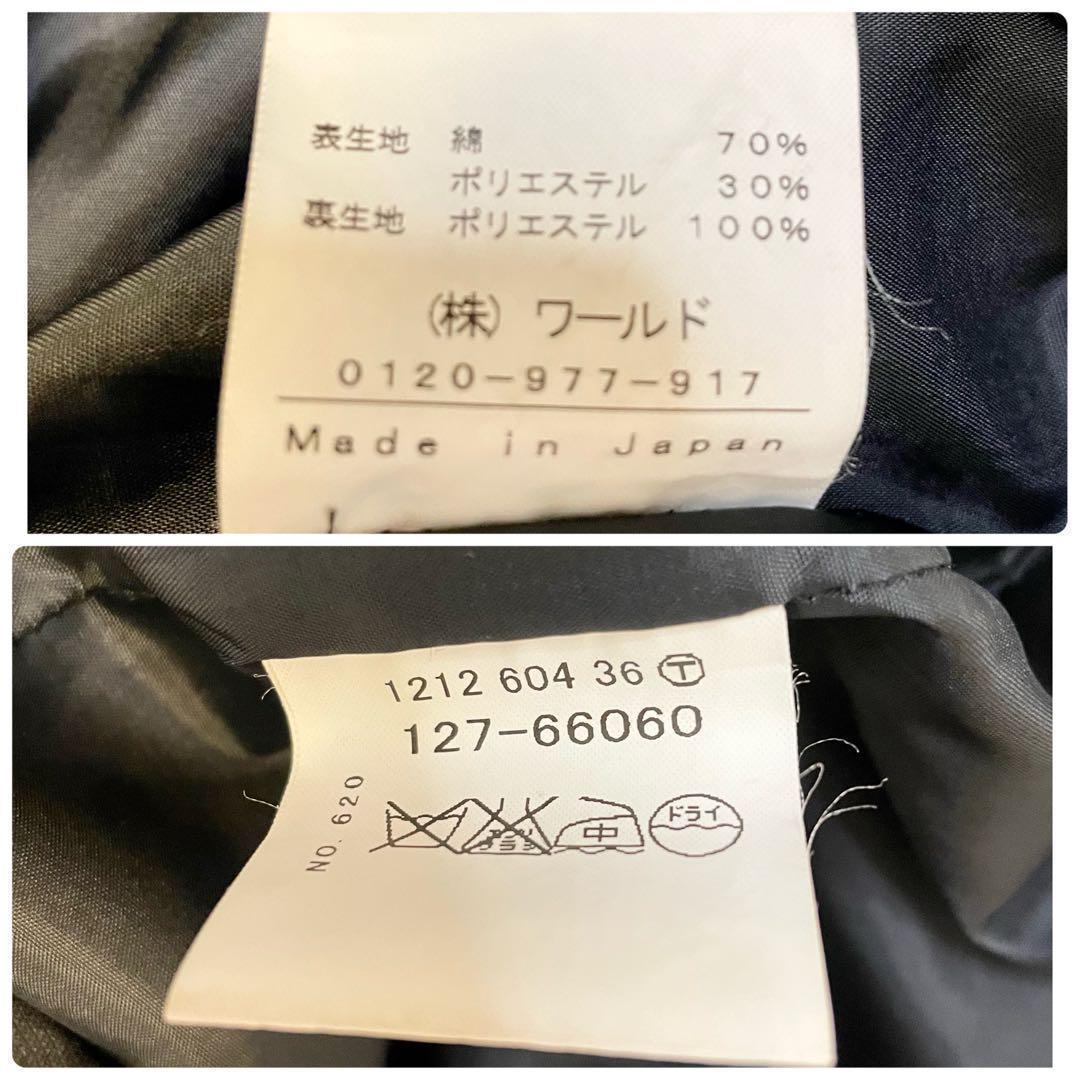 表生地 綿 70%
ポリエステル 30%
裏生地 ポリエステル 100%
(株) ワールド
0120-977-917
Made in Japan
1212 604 36 Ⓣ
127-66060
NO. 620
中
ドライ